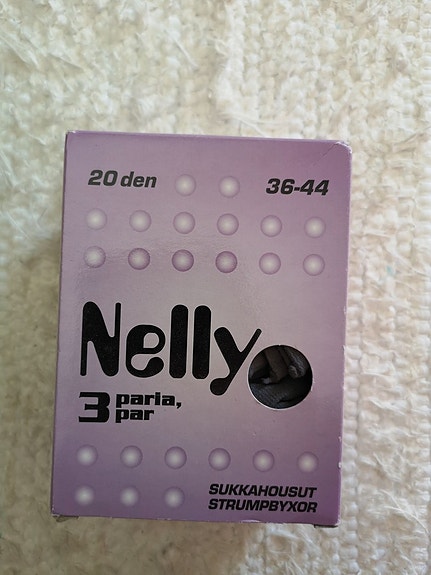 20 den 36-44
Nelly
3 paria,
par
SUKKAHOUSUT
STRUMPBYXOR